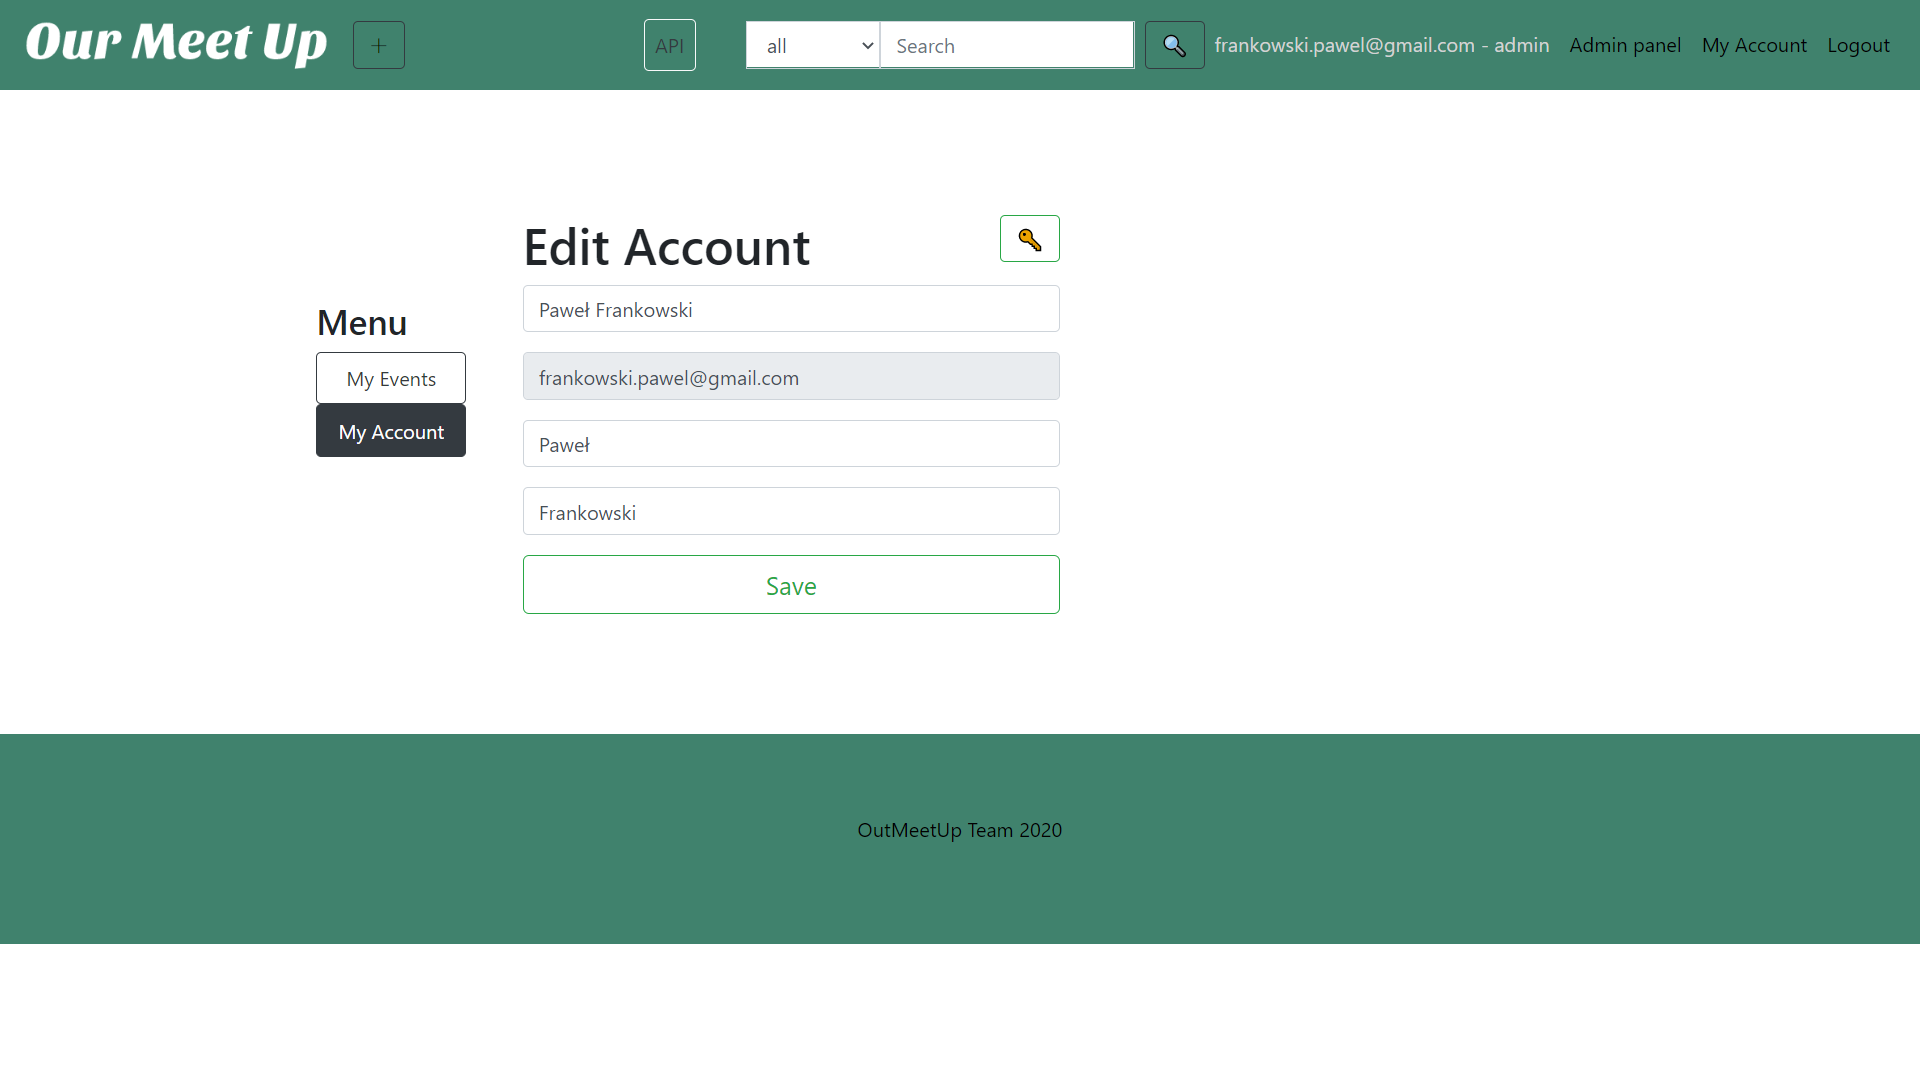 Our Meet Up
+
API
all
Search
frankowski.pawel@gmail.com - admin
Admin panel
My Account
Logout
Edit Account
Menu
My Events
My Account
Paweł Frankowski
frankowski.pawel@gmail.com
Paweł
Frankowski
Save
OutMeetUp Team 2020